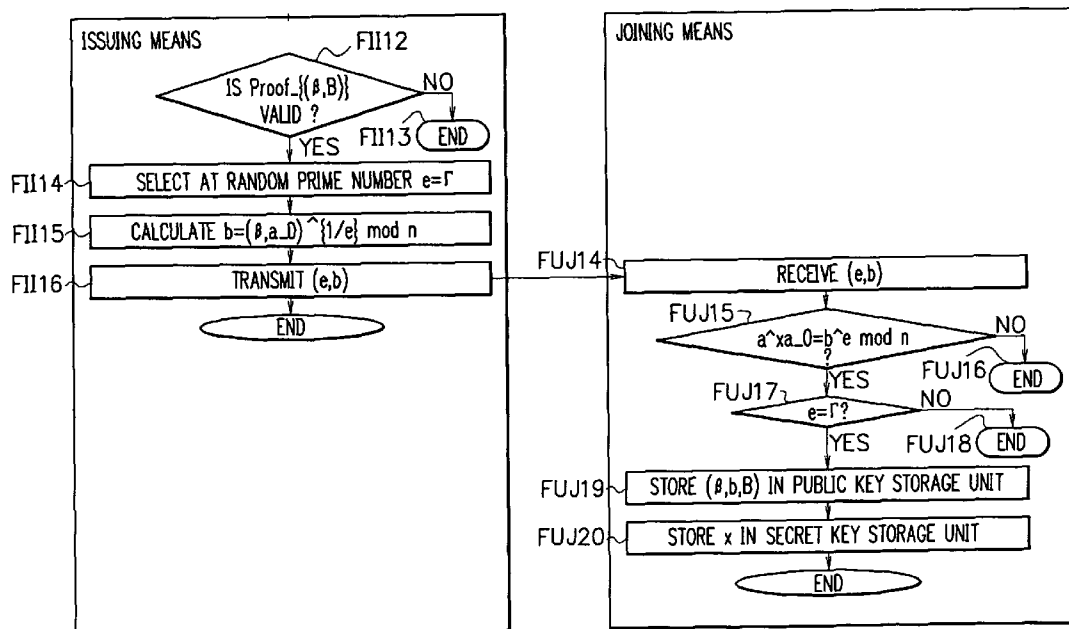 ISSUING MEANS
FII12
IS Proof_{(β,B)}
VALID ?
NO
FII13
END
YES
FII14
SELECT AT RANDOM PRIME NUMBER e=Γ
FII15
CALCULATE b=(β,a_0)^{1/e} mod n
FII16
TRANSMIT (e,b)
END
JOINING MEANS
FUJ14
RECEIVE (e,b)
FUJ15
a^xa_0=b^e mod n
?
NO
FUJ16
END
YES
FUJ17
e=Γ?
NO
FUJ18
END
YES
FUJ19
STORE (β,b,B) IN PUBLIC KEY STORAGE UNIT
FUJ20
STORE x IN SECRET KEY STORAGE UNIT
END